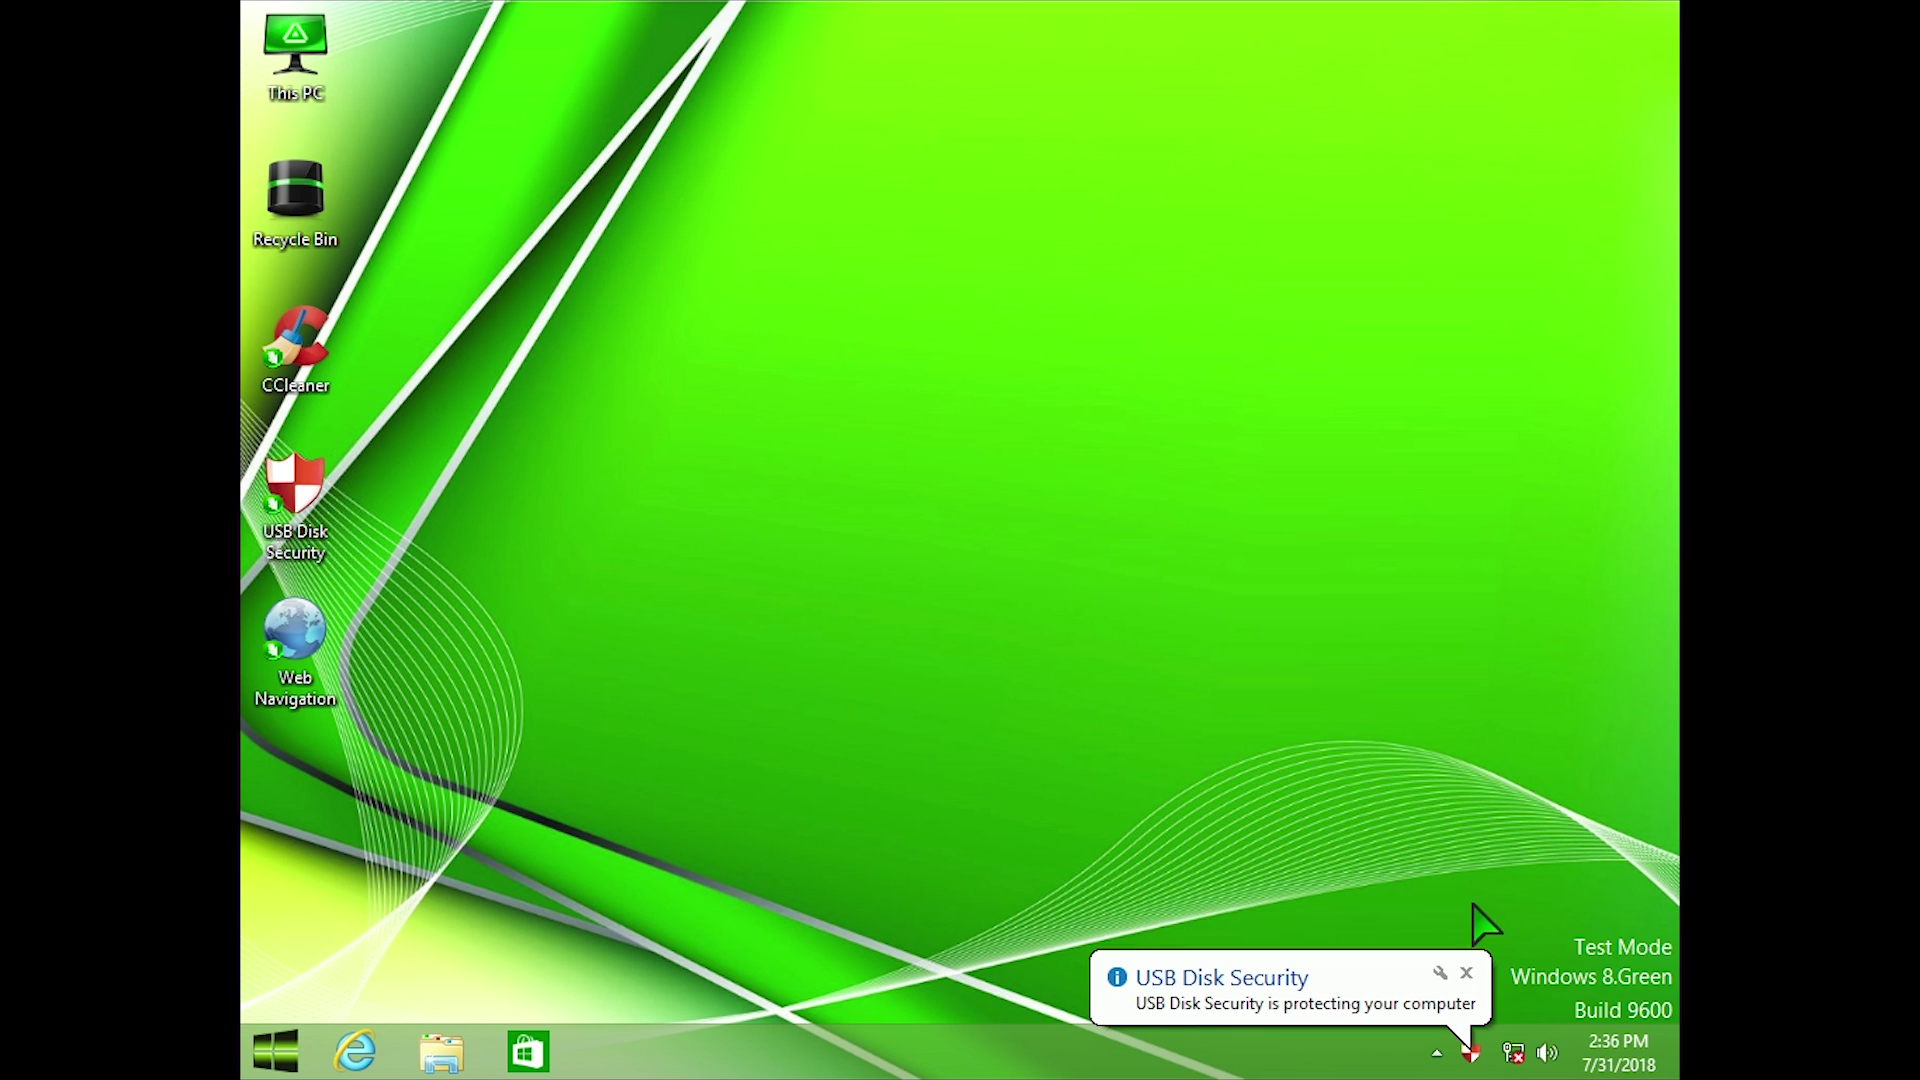 This PC
Recycle Bin
CCleaner
USB Disk
Security
Web
Navigation
USB Disk Security
USB Disk Security is protecting your computer
Test Mode
Windows 8.Green
Build 9600
2:36 PM
7/31/2018